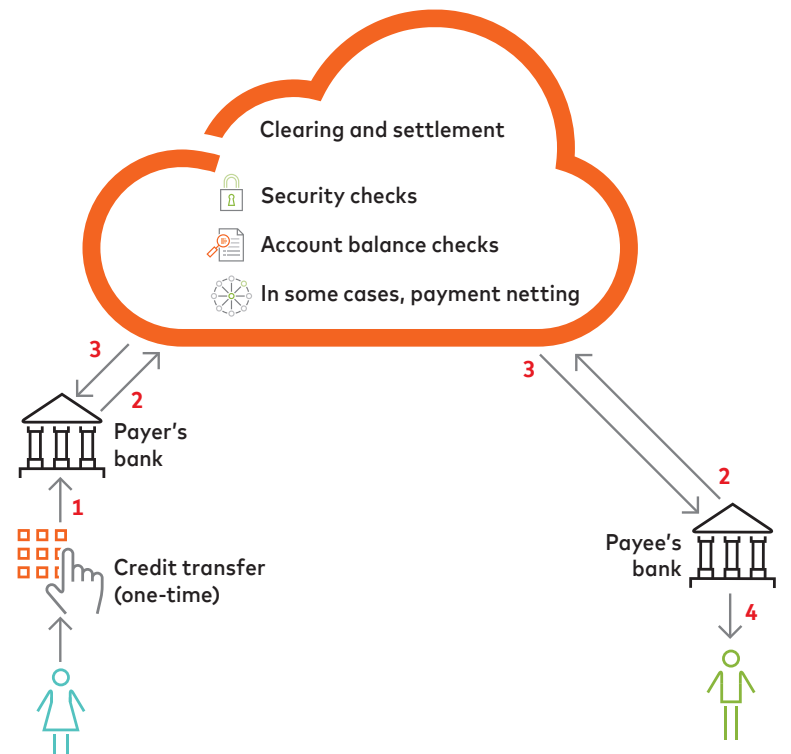 Clearing and settlement
Security checks
Account balance checks
In some cases, payment netting
3
2
Payer's
bank
1
Credit transfer
(one-time)
3
2
Payee's
bank
4